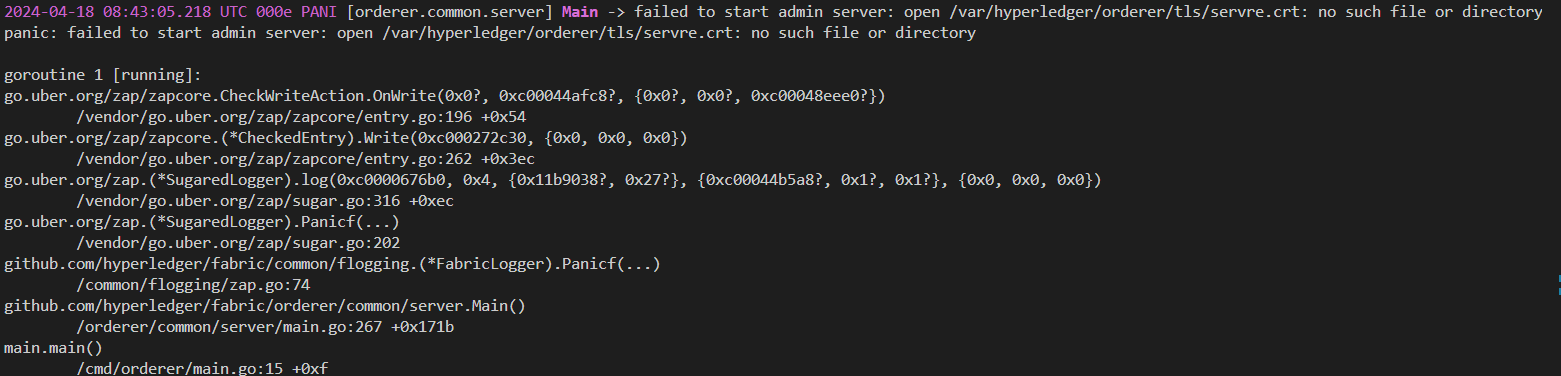 2024-04-18 08:43:05.218 UTC 000e PANI [orderer.common.server] Main -> failed to start admin server: open /var/hyperledger/orderer/tls/servre.crt: no such file or directory
panic: failed to start admin server: open /var/hyperledger/orderer/tls/servre.crt: no such file or directory
goroutine 1 [running]:
go.uber.org/zap/zapcore.CheckWriteAction.OnWrite(0x0?, 0xc00044afc8?, {0x0?, 0x0?, 0xc00048eee0?})
/vendor/go.uber.org/zap/zapcore/entry.go:196 +0x54
go.uber.org/zap/zapcore.(*CheckedEntry).Write(0xc000272c30, {0x0, 0x0, 0x0})
/vendor/go.uber.org/zap/zapcore/entry.go:262 +0x3ec
go.uber.org/zap.(*SugaredLogger).log(0xc0000676b0, 0x4, {0x11b9038?, 0x27?}, {0xc00044b5a8?, 0x1?, 0x1?}, {0x0, 0x0, 0x0})
/vendor/go.uber.org/zap/sugar.go:316 +0xec
go.uber.org/zap.(*SugaredLogger).Panicf(...)
/vendor/go.uber.org/zap/sugar.go:202
github.com/hyperledger/fabric/common/flogging.(*FabricLogger).Panicf(...)
/common/flogging/zap.go:74
github.com/hyperledger/fabric/orderer/common/server.Main()
/orderer/common/server/main.go:267 +0x171b
main.main()
/cmd/orderer/main.go:15 +0xf